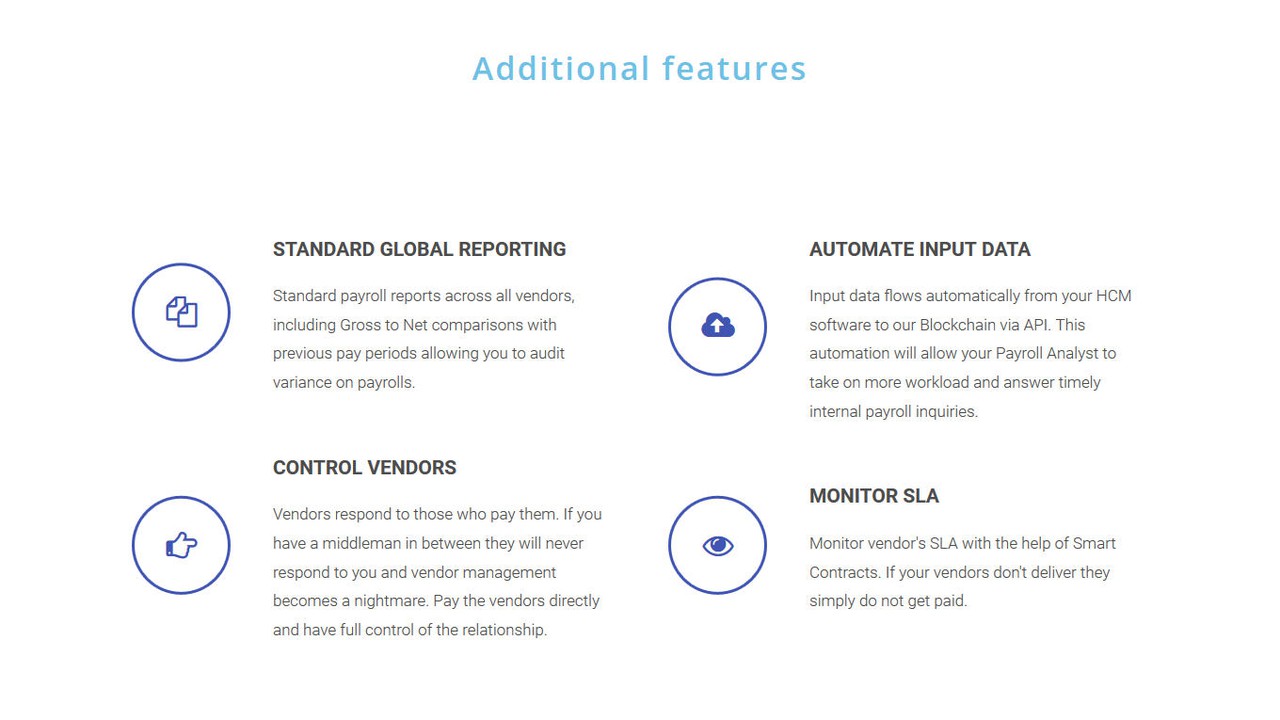 Additional features
STANDARD GLOBAL REPORTING
Standard payroll reports across all vendors,
including Gross to Net comparisons with
previous pay periods allowing you to audit
variance on payrolls.
AUTOMATE INPUT DATA
Input data flows automatically from your HCM
software to our Blockchain via API. This
automation will allow your Payroll Analyst to
take on more workload and answer timely
internal payroll inquiries.
CONTROL VENDORS
Vendors respond to those who pay them. If you
have a middleman in between they will never
respond to you and vendor management
becomes a nightmare. Pay the vendors directly
and have full control of the relationship.
MONITOR SLA
Monitor vendor's SLA with the help of Smart
Contracts. If your vendors don't deliver they
simply do not get paid.